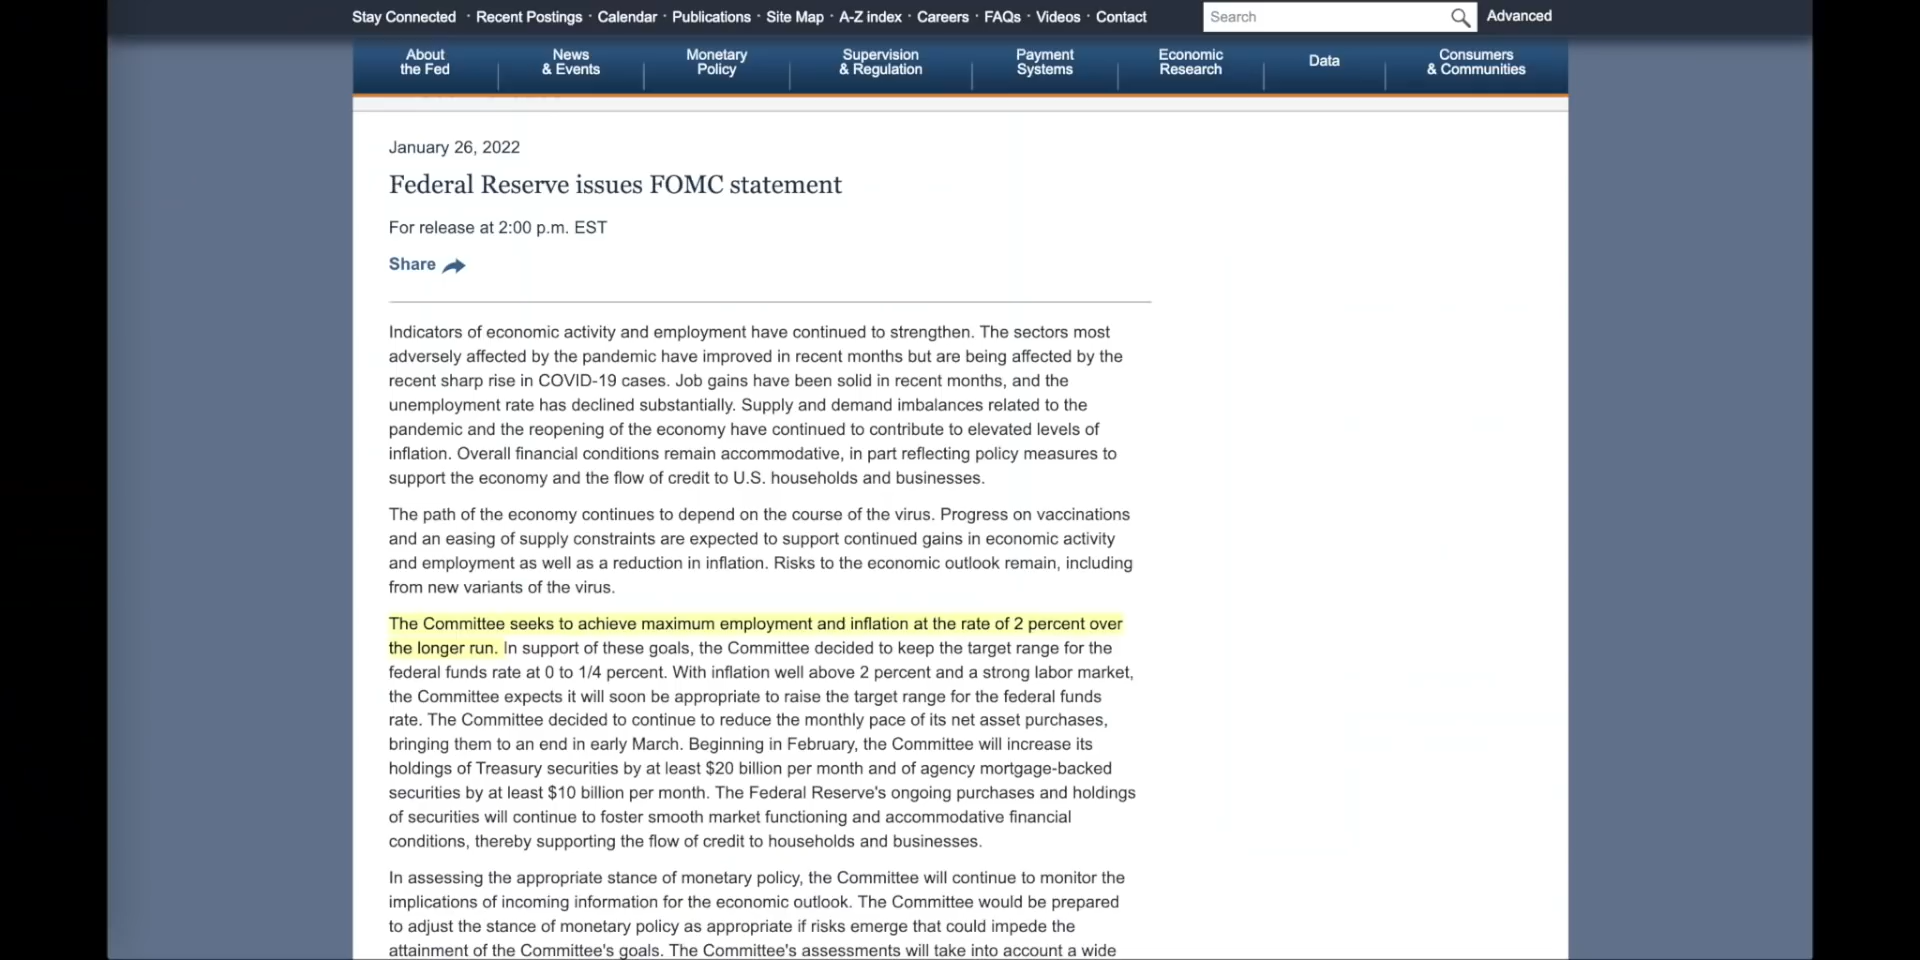 Stay Connected · Recent Postings · Calendar · Publications · Site Map · A-Z index · Careers · FAQs · Videos · Contact
Search
Advanced
About
the Fed
News
& Events
Monetary
Policy
Supervision
& Regulation
Payment
Systems
Economic
Research
Data
Consumers
& Communities
January 26, 2022
Federal Reserve issues FOMC statement
For release at 2:00 p.m. EST
Share
Indicators of economic activity and employment have continued to strengthen. The sectors most
adversely affected by the pandemic have improved in recent months but are being affected by the
recent sharp rise in COVID-19 cases. Job gains have been solid in recent months, and the
unemployment rate has declined substantially. Supply and demand imbalances related to the
pandemic and the reopening of the economy have continued to contribute to elevated levels of
inflation. Overall financial conditions remain accommodative, in part reflecting policy measures to
support the economy and the flow of credit to U.S. households and businesses.
The path of the economy continues to depend on the course of the virus. Progress on vaccinations
and an easing of supply constraints are expected to support continued gains in economic activity
and employment as well as a reduction in inflation. Risks to the economic outlook remain, including
from new variants of the virus.
The Committee seeks to achieve maximum employment and inflation at the rate of 2 percent over
the longer run. In support of these goals, the Committee decided to keep the target range for the
federal funds rate at 0 to 1/4 percent. With inflation well above 2 percent and a strong labor market,
the Committee expects it will soon be appropriate to raise the target range for the federal funds
rate. The Committee decided to continue to reduce the monthly pace of its net asset purchases,
bringing them to an end in early March. Beginning in February, the Committee will increase its
holdings of Treasury securities by at least $20 billion per month and of agency mortgage-backed
securities by at least $10 billion per month. The Federal Reserve's ongoing purchases and holdings
of securities will continue to foster smooth market functioning and accommodative financial
conditions, thereby supporting the flow of credit to households and businesses.
In assessing the appropriate stance of monetary policy, the Committee will continue to monitor the
implications of incoming information for the economic outlook. The Committee would be prepared
to adjust the stance of monetary policy as appropriate if risks emerge that could impede the
attainment of the Committee's goals. The Committee's assessments will take into account a wide